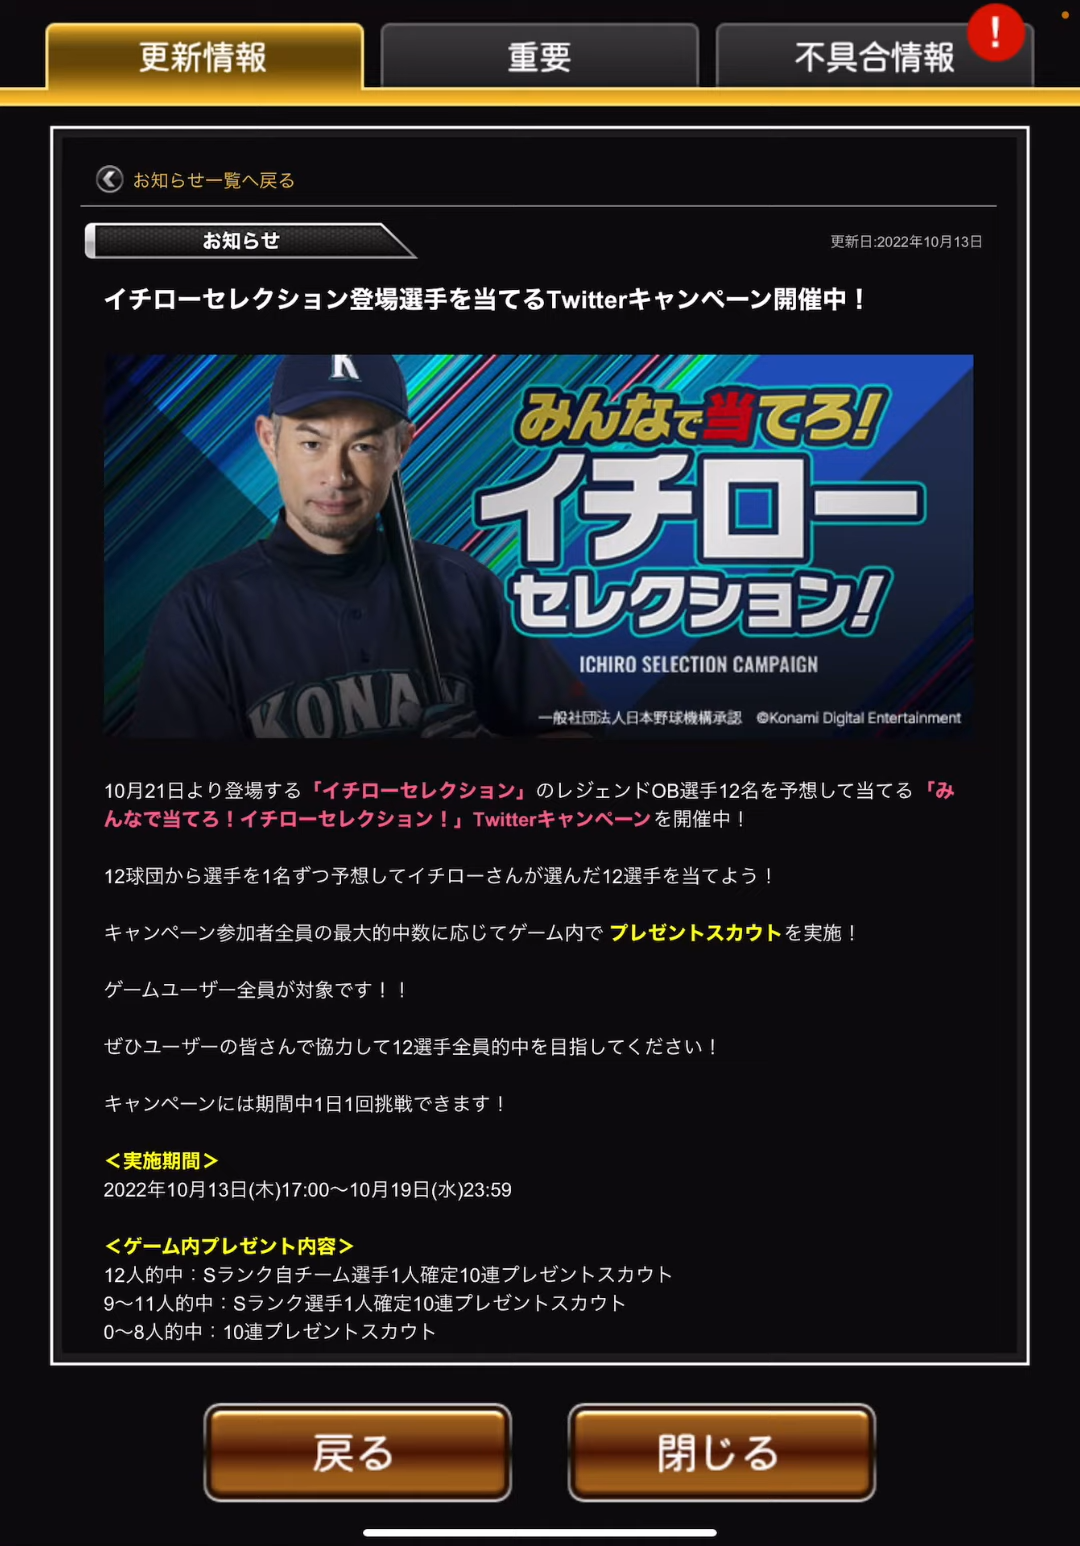 更新情報
重要
不具合情報
!
お知らせ一覧へ戻る
お知らせ
更新日:2022年10月13日
イチローセレクション登場選手を当てるTwitterキャンペーン開催中！
K
みんなで当てろ!
イチロー
セレクション!
ICHIRO SELECTION CAMPAIGN
KONA
一般社団法人日本野球機構承認 ©Konami Digital Entertainment
10月21日より登場する「イチローセレクション」のレジェンドOB選手12名を予想して当てる「み
んなで当てろ！イチローセレクション！」Twitterキャンペーンを開催中！
12球団から選手を1名ずつ予想してイチローさんが選んだ12選手を当てよう！
キャンペーン参加者全員の最大的中数に応じてゲーム内で プレゼントスカウトを実施！
ゲームユーザー全員が対象です！！
ぜひユーザーの皆さんで協力して12選手全員的中を目指してください！
キャンペーンには期間中1日1回挑戦できます！
＜実施期間＞
2022年10月13日(木)17:00～10月19日(水)23:59
＜ゲーム内プレゼント内容＞
12人的中：Sランク自チーム選手1人確定10連プレゼントスカウト
9～11人的中：Sランク選手1人確定10連プレゼントスカウト
0～8人的中：10連プレゼントスカウト
戻る
閉じる